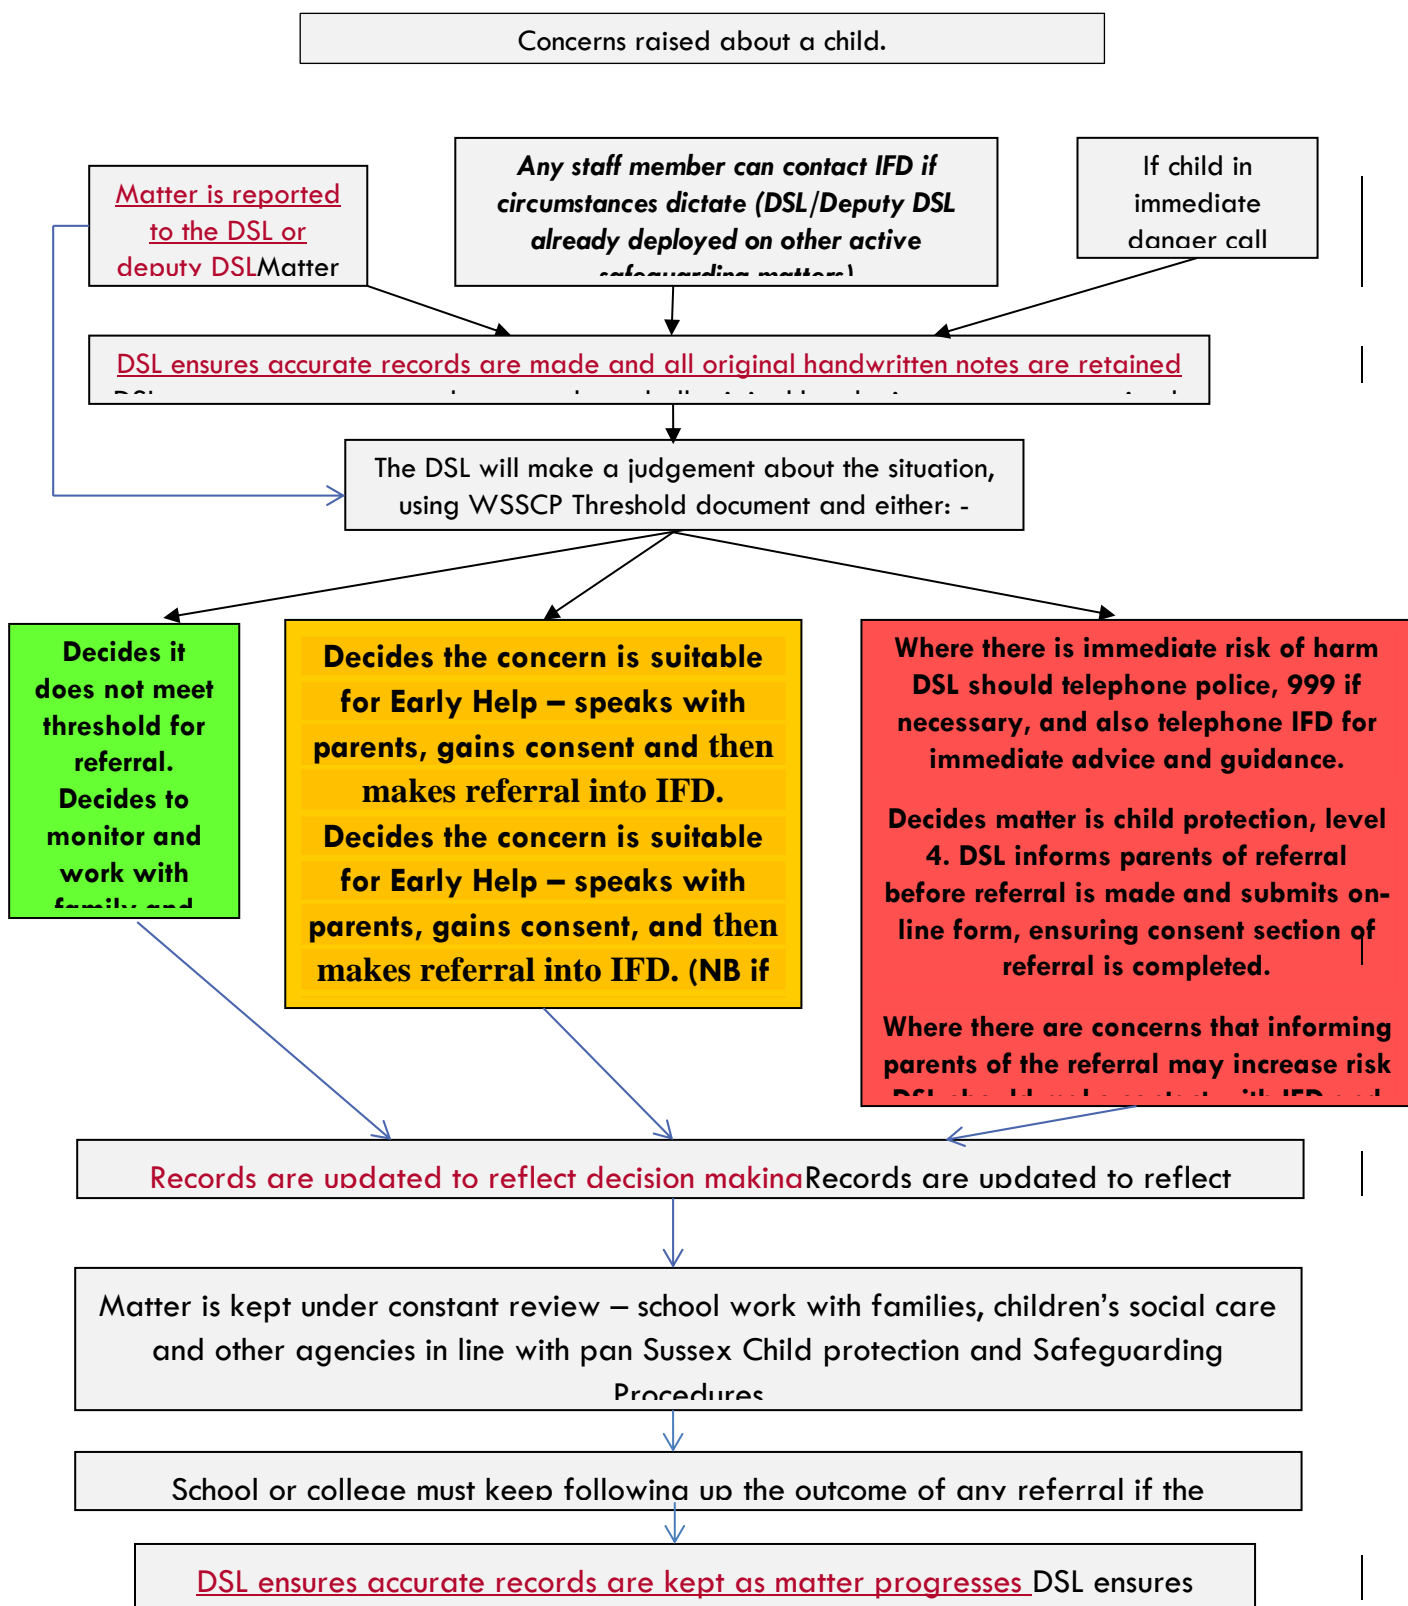 Concerns raised about a child.
Matter is reported
to the DSL or
deputy DSLMatter
Any staff member can contact IFD if
circumstances dictate (DSL/Deputy DSL
already deployed on other active
safeguarding matters)
If child in
immediate
danger call
DSL ensures accurate records are made and all original handwritten notes are retained
The DSL will make a judgement about the situation,
using WSSCP Threshold document and either: -
Decides it
does not meet
threshold for
referral.
Decides to
monitor and
work with
family and
Decides the concern is suitable
for Early Help – speaks with
parents, gains consent and then
makes referral into IFD.
Decides the concern is suitable
for Early Help – speaks with
parents, gains consent, and then
makes referral into IFD. (NB if
Where there is immediate risk of harm
DSL should telephone police, 999 if
necessary, and also telephone IFD for
immediate advice and guidance.
Decides matter is child protection, level
4. DSL informs parents of referral
before referral is made and submits on-
line form, ensuring consent section of
referral is completed.
Where there are concerns that informing
parents of the referral may increase risk
DSL should make contact with IFD and
Records are updated to reflect decision makingRecords are updated to reflect
Matter is kept under constant review – school work with families, children’s social care
and other agencies in line with pan Sussex Child protection and Safeguarding
Procedures
School or college must keep following up the outcome of any referral if the
DSL ensures accurate records are kept as matter progresses DSL ensures